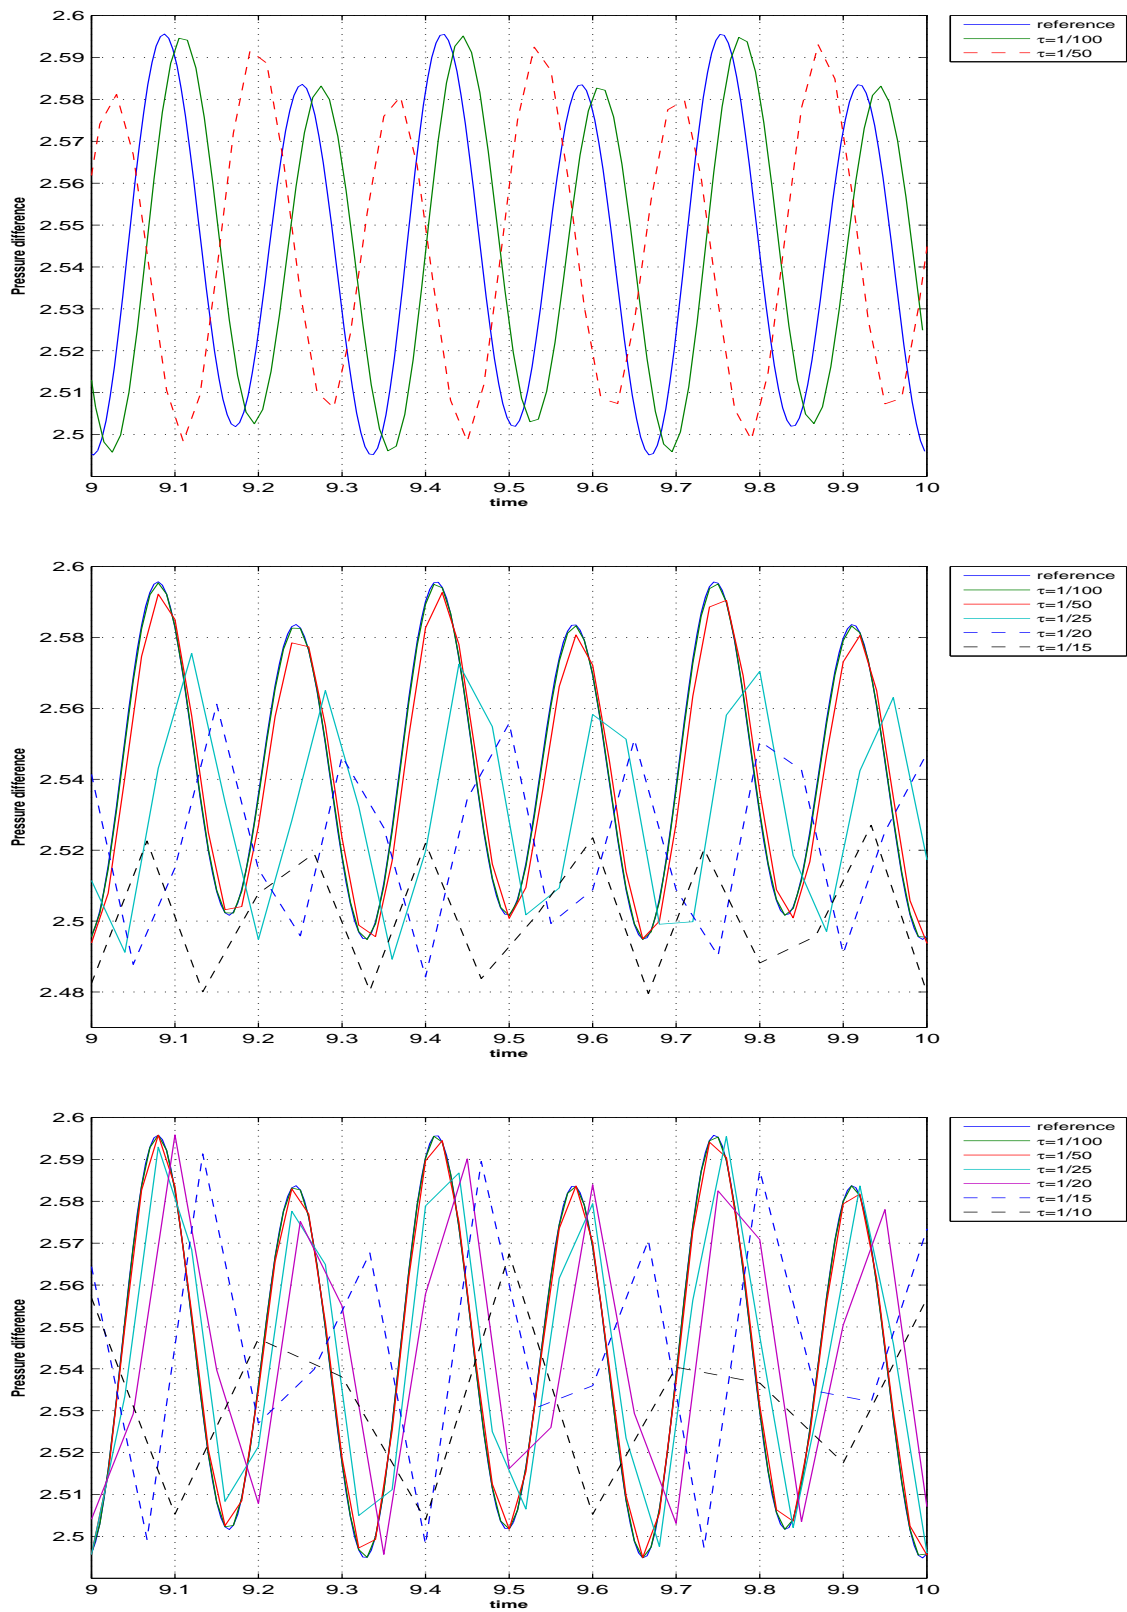 2.6
2.59
2.58
2.57
2.56
2.55
2.54
2.53
2.52
2.51
2.5
Pressure difference
9 9.1 9.2 9.3 9.4 9.5 9.6 9.7 9.8 9.9 10
time
reference
τ=1/100
τ=1/50
2.6
2.58
2.56
2.54
2.52
2.5
2.48
Pressure difference
9 9.1 9.2 9.3 9.4 9.5 9.6 9.7 9.8 9.9 10
time
reference
τ=1/100
τ=1/50
τ=1/25
τ=1/20
τ=1/15
2.6
2.59
2.58
2.57
2.56
2.55
2.54
2.53
2.52
2.51
2.5
Pressure difference
9 9.1 9.2 9.3 9.4 9.5 9.6 9.7 9.8 9.9 10
time
reference
τ=1/100
τ=1/50
τ=1/25
τ=1/20
τ=1/15
τ=1/10